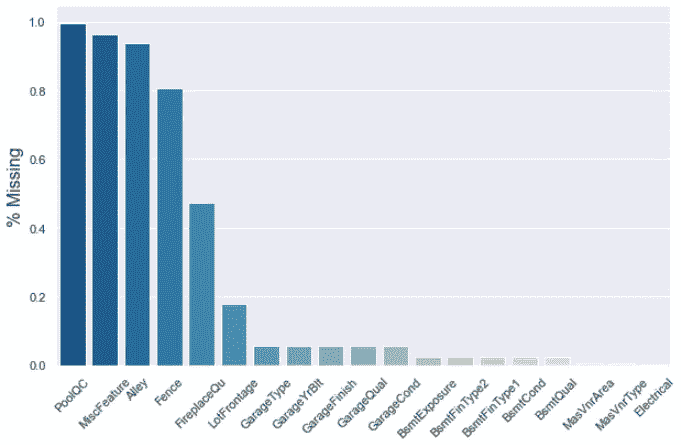 % Missing
1.0
0.8
0.6
0.4
0.2
0.0
PoolQC
MiscFeature
Alley
Fence
FireplaceQu
LotFrontage
GarageType
GarageYrBlt
GarageFinish
GarageQual
GarageCond
BsmtExposure
BsmtFinType2
BsmtFinType1
BsmtCond
BsmtQual
MasVnrArea
MasVnrType
Electrical